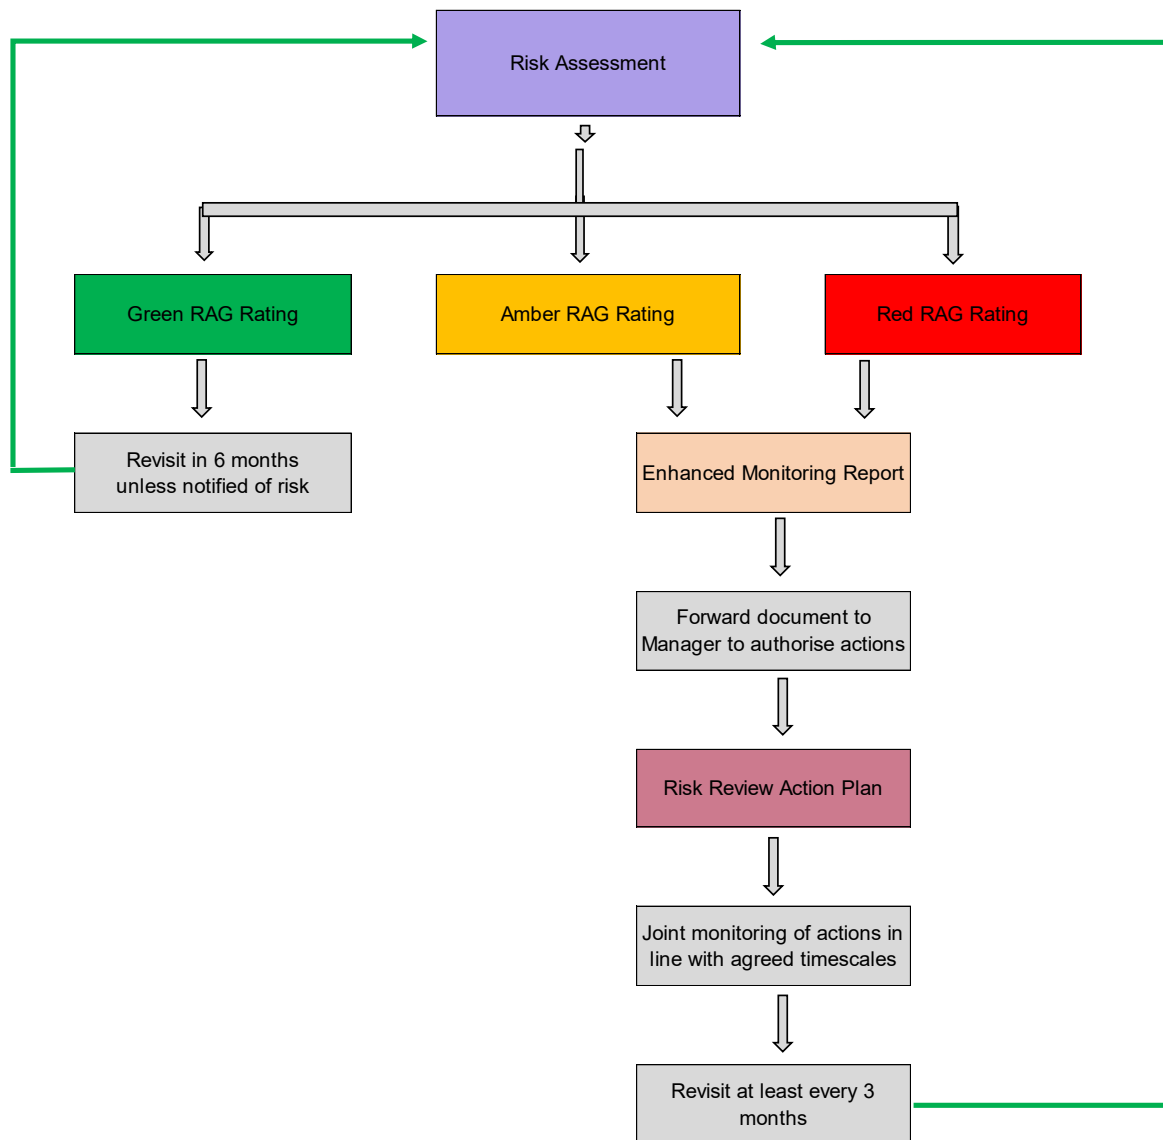 Risk Assessment
Green RAG Rating
Amber RAG Rating
Red RAG Rating
Revisit in 6 months
unless notified of risk
Enhanced Monitoring Report
Forward document to
Manager to authorise actions
Risk Review Action Plan
Joint monitoring of actions in
line with agreed timescales
Revisit at least every 3
months